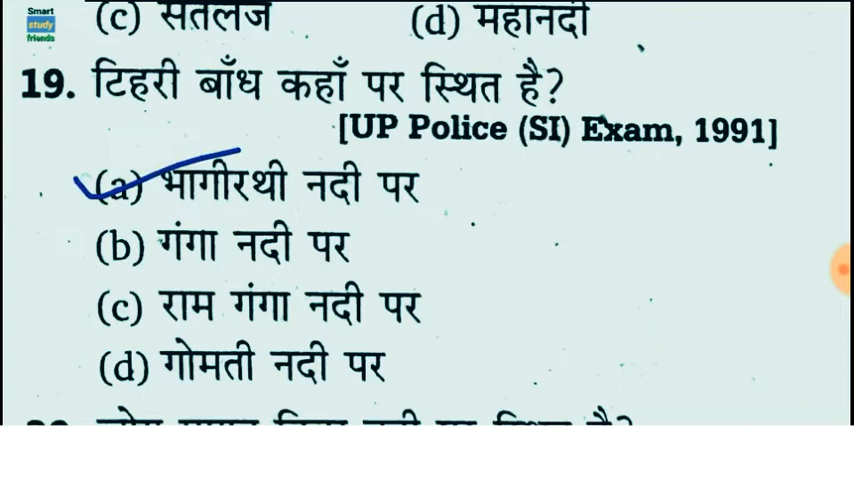 Smart
study
friends
(c) सतलज (d) महानदी
19. टिहरी बाँध कहाँ पर स्थित है?
[UP Police (SI) Exam, 1991]
(a) भागीरथी नदी पर
(b) गंगा नदी पर
(c) राम गंगा नदी पर
(d) गोमती नदी पर